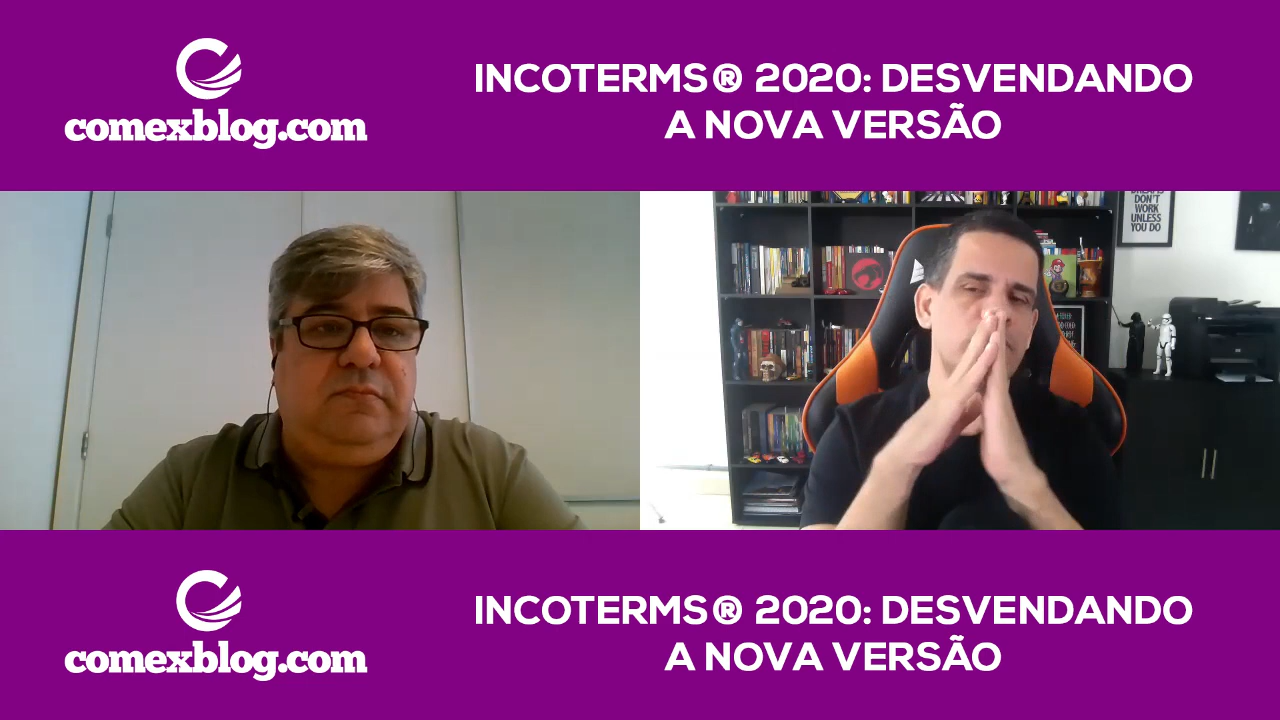 comexblog.com
INCOTERMS® 2020: DESVENDANDO
A NOVA VERSÃO
DON'T
WORK
UNLESS
YOU DO
comexblog.com
INCOTERMS® 2020: DESVENDANDO
A NOVA VERSÃO